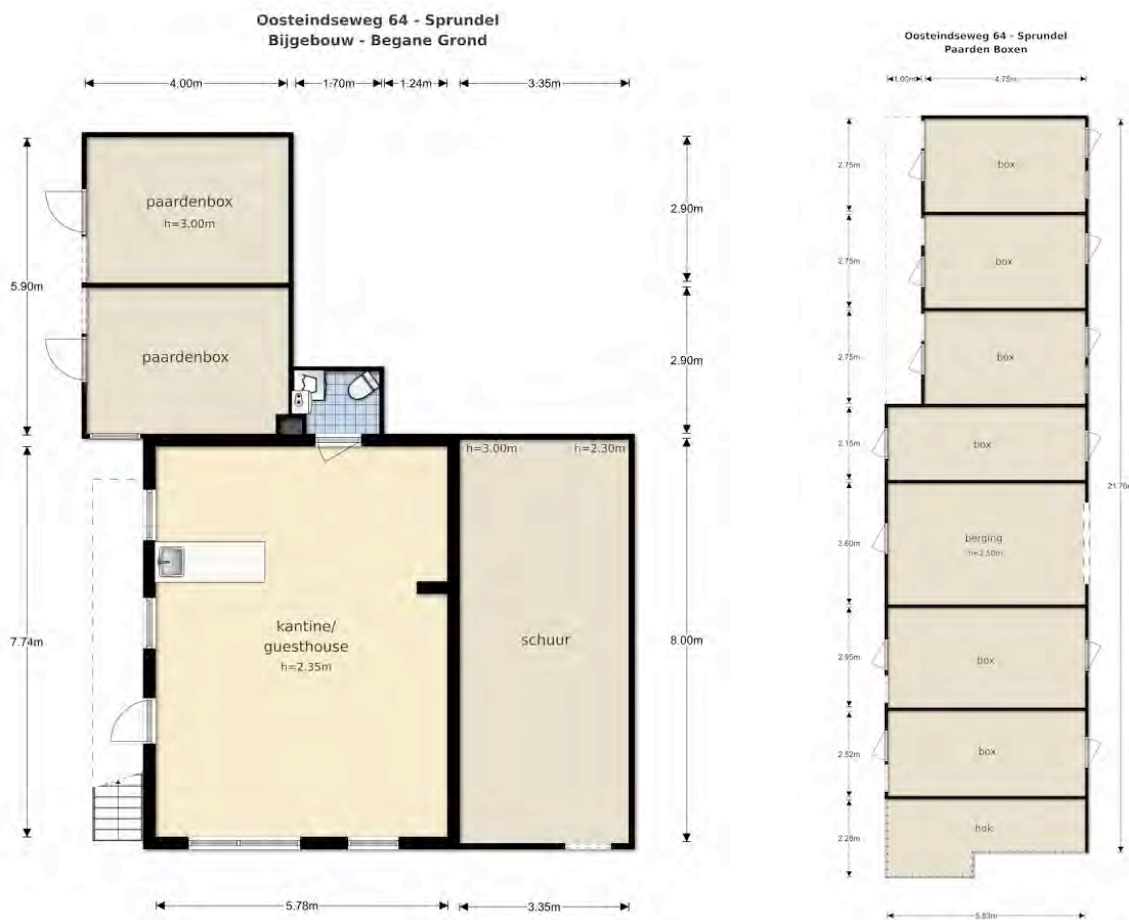 Oosteindseweg 64 - Sprundel
Bijgebouw - Begane Grond
4.00m
1.70m
1.24m
3.35m
paardenbox
h=3.00m
5.90m
2.90m
paardenbox
2.90m
h=3.00m
h=2.30m
7.74m
kantine/
guesthouse
h=2.35m
schuur
8.00m
5.78m
3.35m
Oosteindseweg 64 - Sprundel
Paarden Boxen
1.00m
4.75m
2.75m
box
2.75m
box
2.75m
box
2.15m
box
21.76m
3.60m
berging
h=2.50m
2.95m
box
2.52m
box
2.28m
hok
5.83m